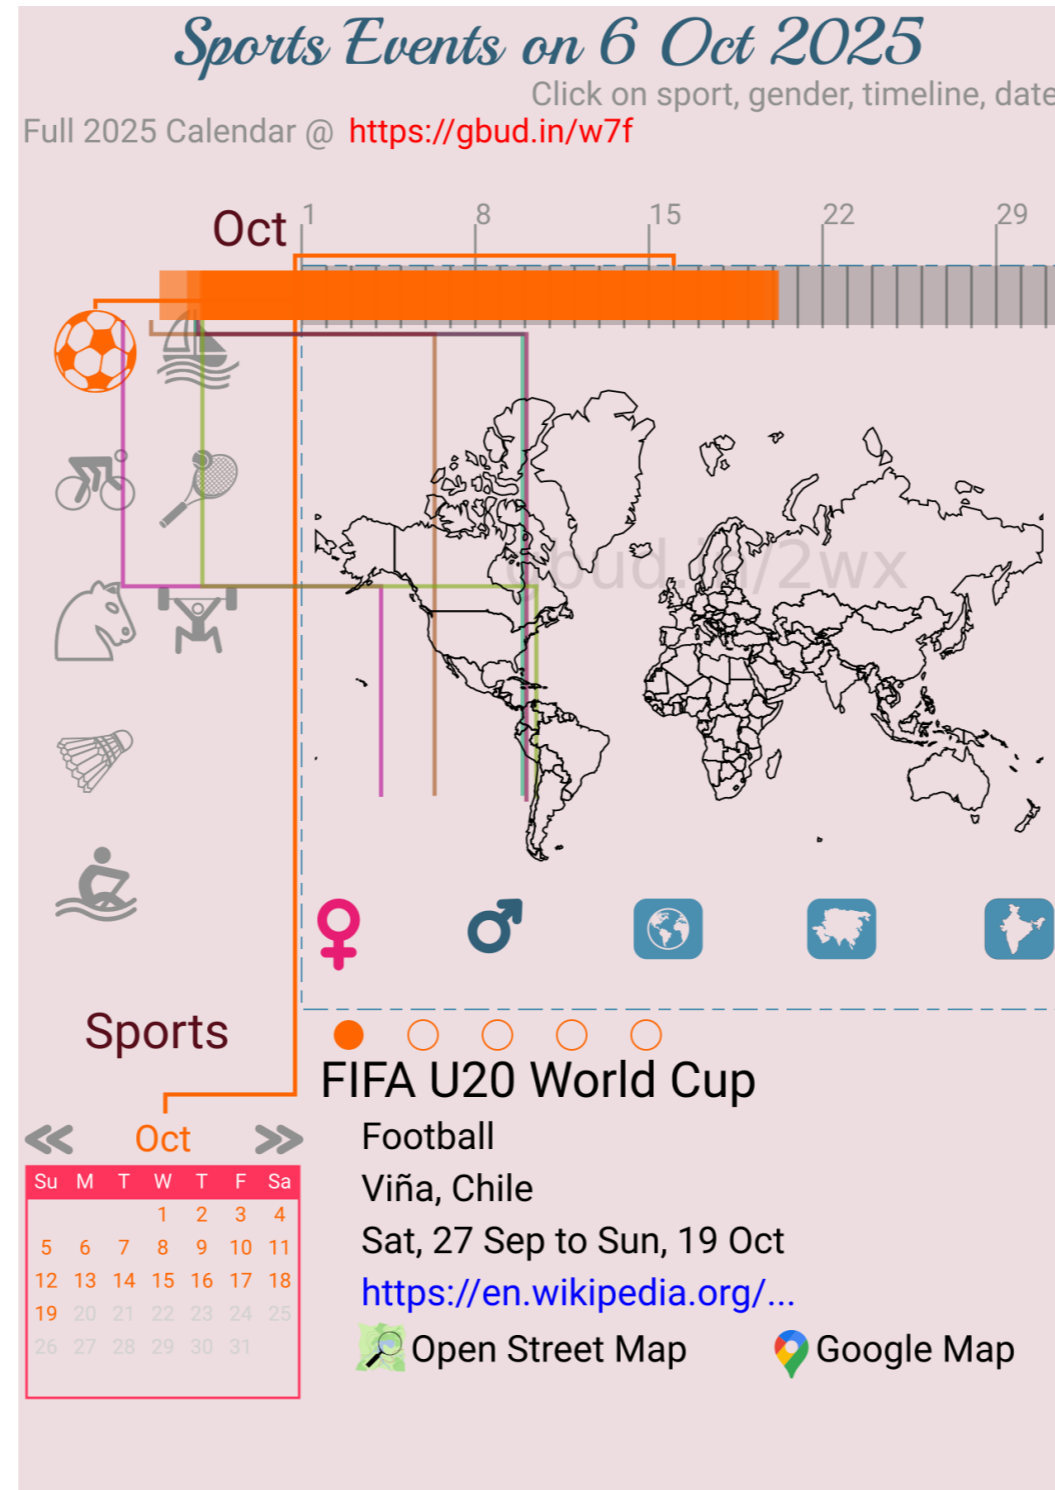 Sports Events on 6 Oct 2025
Click on sport, gender, timeline, date
Full 2025 Calendar @ https://gbud.in/w7f
Oct
1 8 15 22 29
gbud.in/2wx
Sports
FIFA U20 World Cup
Football
Viña, Chile
Sat, 27 Sep to Sun, 19 Oct
https://en.wikipedia.org/...
Open Street Map Google Map
Oct
Su M T W T F Sa
1 2 3 4
5 6 7 8 9 10 11
12 13 14 15 16 17 18
19 20 21 22 23 24 25
26 27 28 29 30 31